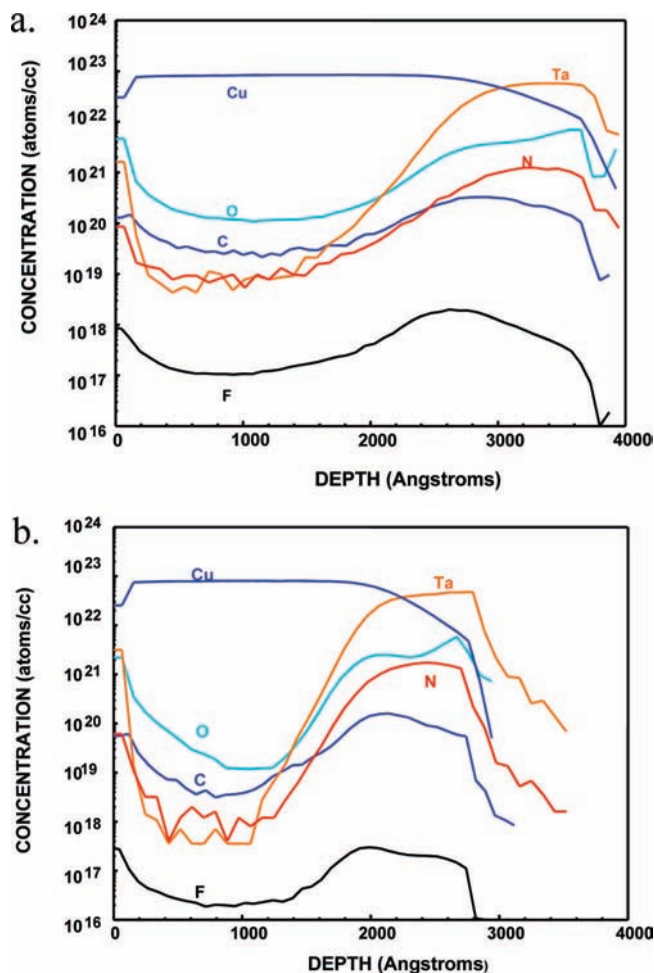 a.
10^24
10^23
10^22
10^21
10^20
10^19
10^18
10^17
10^16
CONCENTRATION (atoms/cc)
Cu
Ta
O
N
C
F
0
1000
2000
3000
4000
DEPTH (Angstroms)
b.
10^24
10^23
10^22
10^21
10^20
10^19
10^18
10^17
10^16
CONCENTRATION (atoms/cc)
Cu
Ta
O
N
C
F
0
1000
2000
3000
4000
DEPTH (Angstroms)